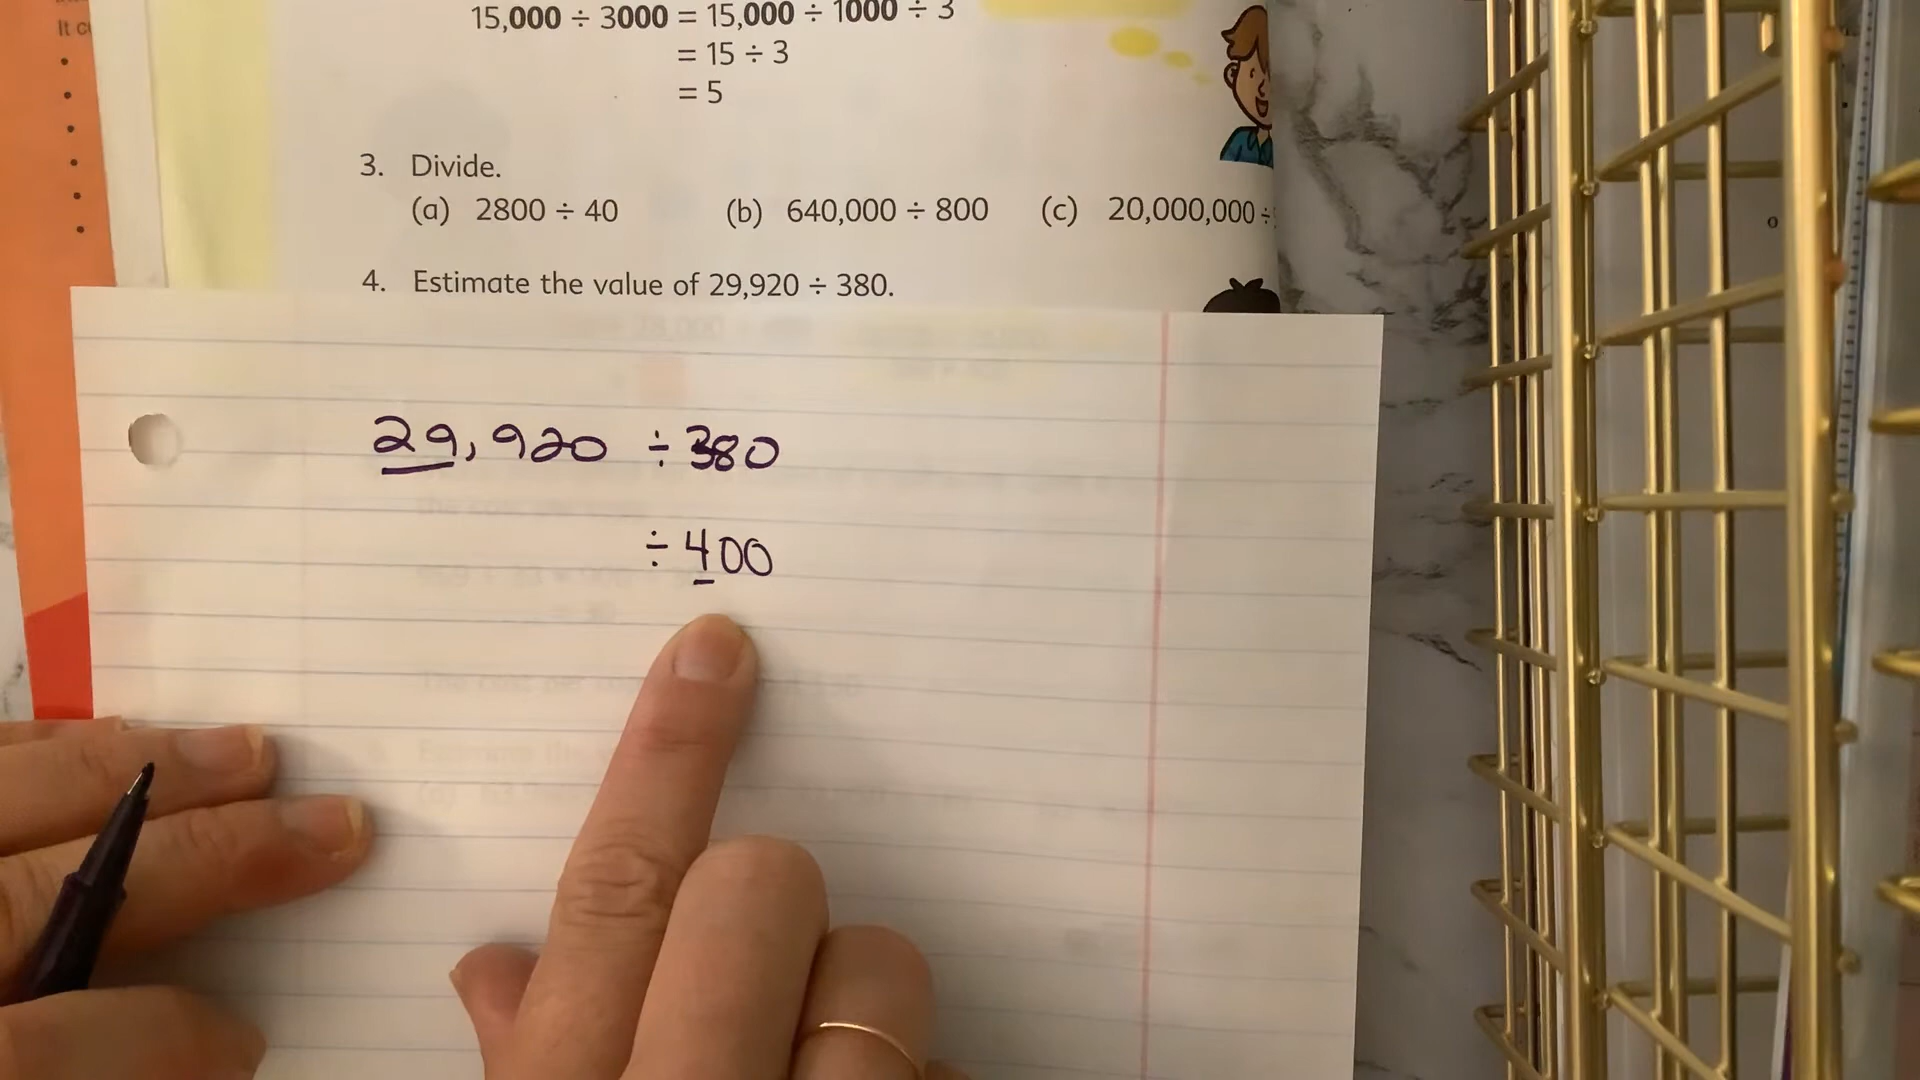 It
15,000 ÷ 3000 = 15,000 ÷ 1000 ÷ 3
= 15 ÷ 3
= 5
3. Divide.
(a) 2800 ÷ 40 (b) 640,000 ÷ 800 (c) 20,000,000 ÷
4. Estimate the value of 29,920 ÷ 380.
29,920 ÷ 380
÷ 400